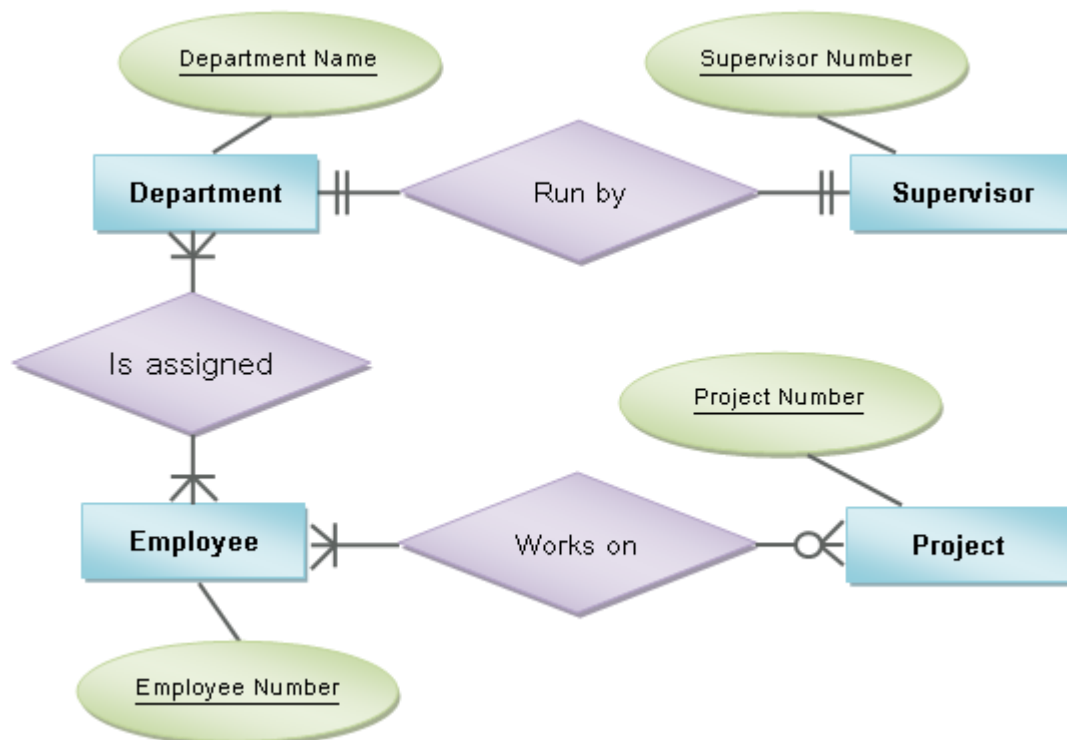 Department Name
Supervisor Number
Department
Run by
Supervisor
Is assigned
Project Number
Employee
Works on
Project
Employee Number